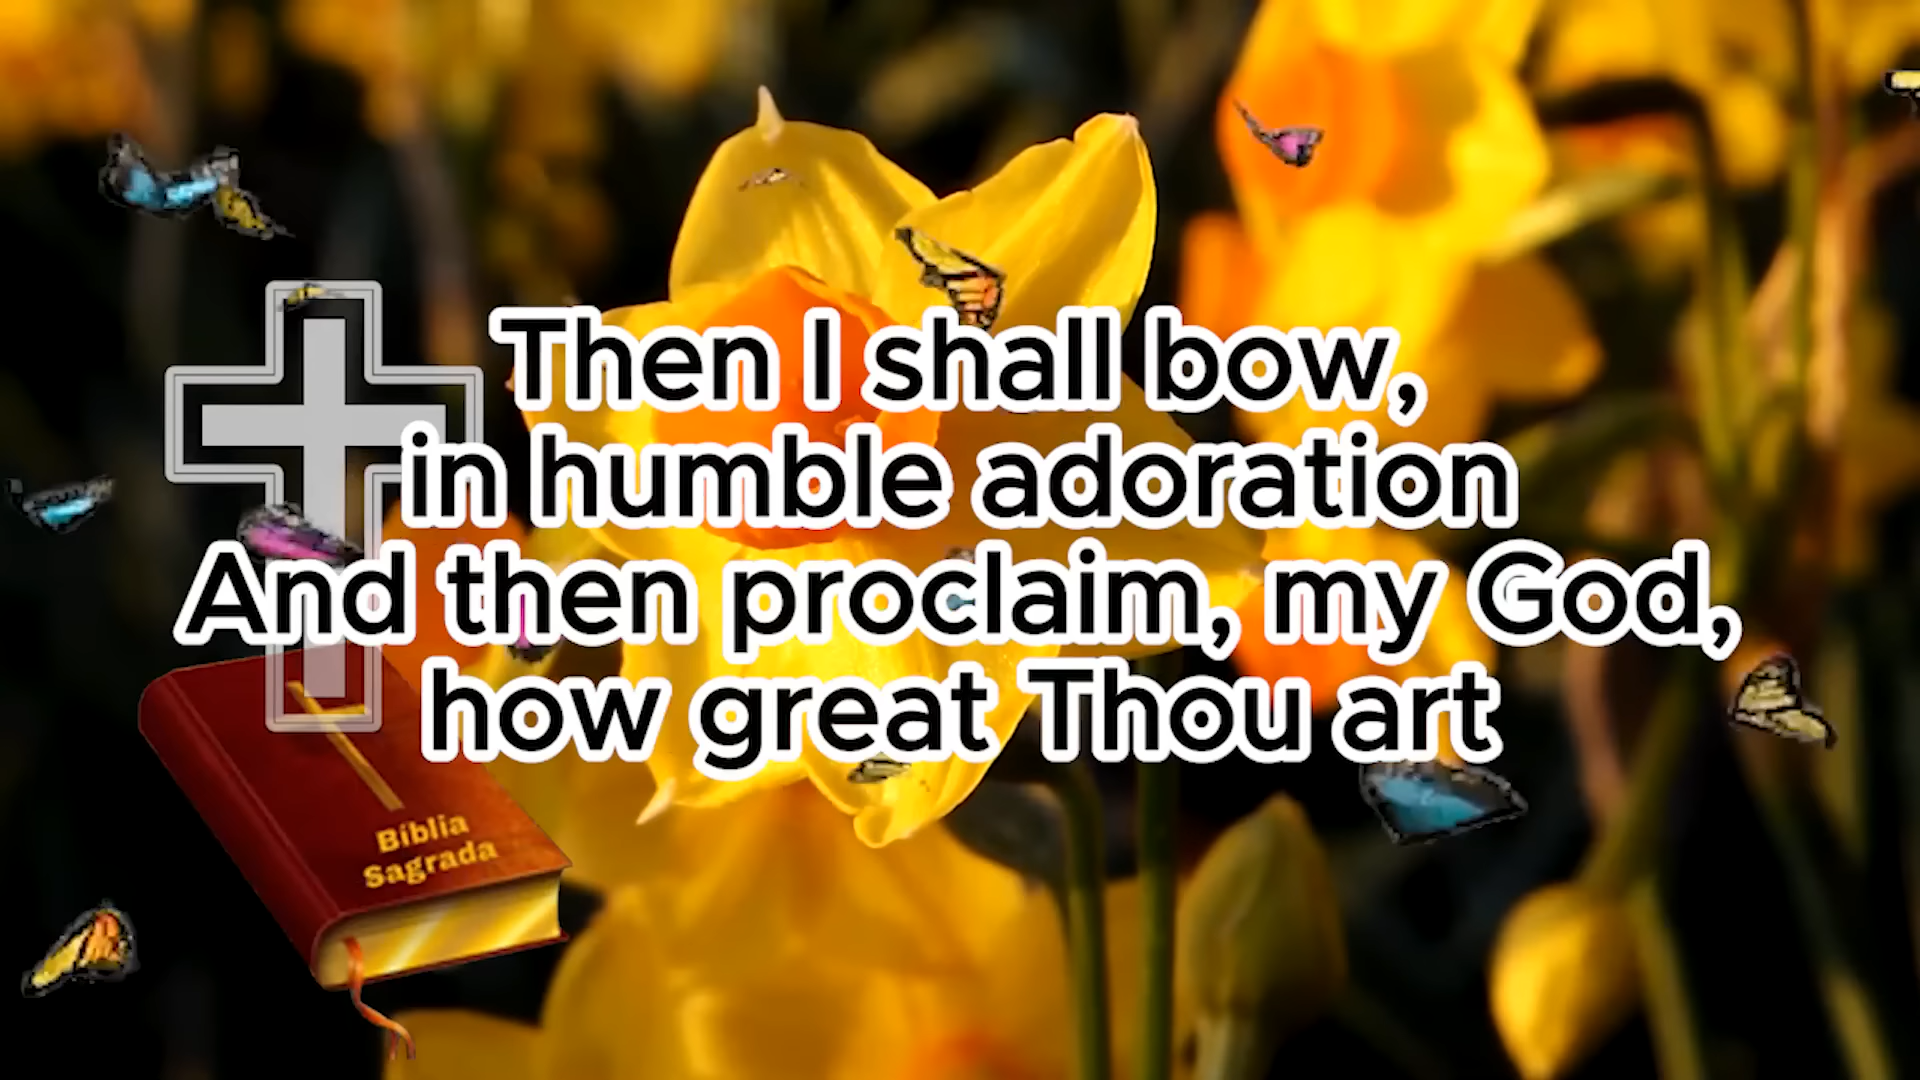 Then I shall bow,
in humble adoration
And then proclaim, my God,
how great Thou art
Bíblia
Sagrada